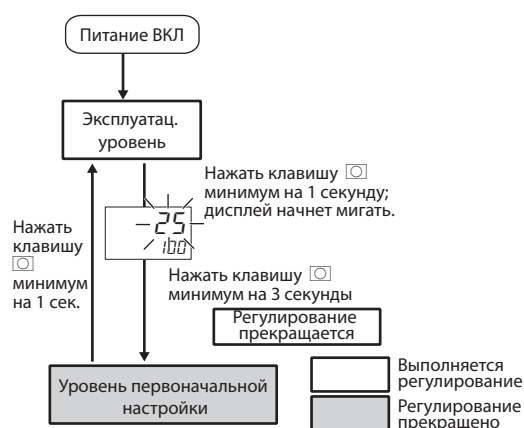 Питание ВКЛ
Эксплуатац.
уровень
Нажать клавишу
минимум на 1 секунду;
дисплей начнет мигать.
25
100
Нажать
клавишу
минимум
на 1 сек.
Нажать клавишу
минимум на 3 секунды
Регулирование
прекращается
Уровень первоначальной
настройки
Выполняется
регулирование
Регулирование
прекращено